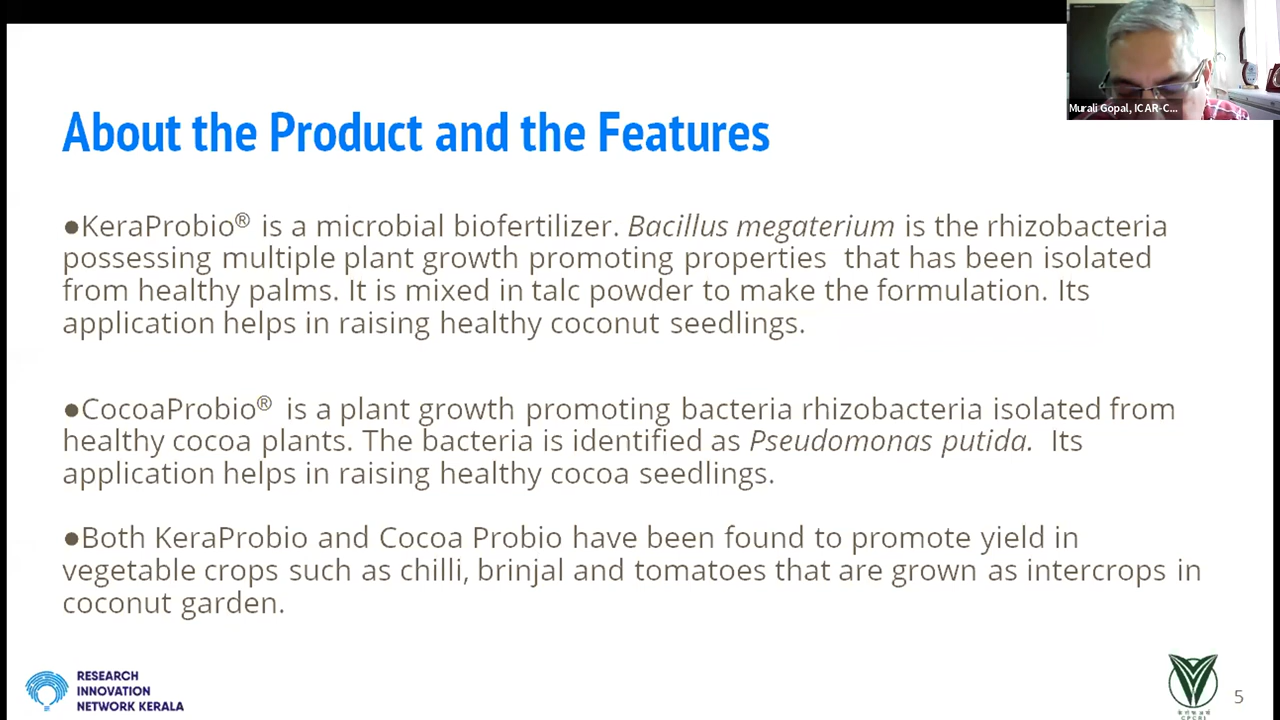 Murali Gopal, ICAR-C...
About the Product and the Features
●KeraProbio® is a microbial biofertilizer. Bacillus megaterium is the rhizobacteria
possessing multiple plant growth promoting properties that has been isolated
from healthy palms. It is mixed in talc powder to make the formulation. Its
application helps in raising healthy coconut seedlings.
●CocoaProbio® is a plant growth promoting bacteria rhizobacteria isolated from
healthy cocoa plants. The bacteria is identified as Pseudomonas putida. Its
application helps in raising healthy cocoa seedlings.
●Both KeraProbio and Cocoa Probio have been found to promote yield in
vegetable crops such as chilli, brinjal and tomatoes that are grown as intercrops in
coconut garden.
RESEARCH
INNOVATION
NETWORK KERALA
CPCRI
5